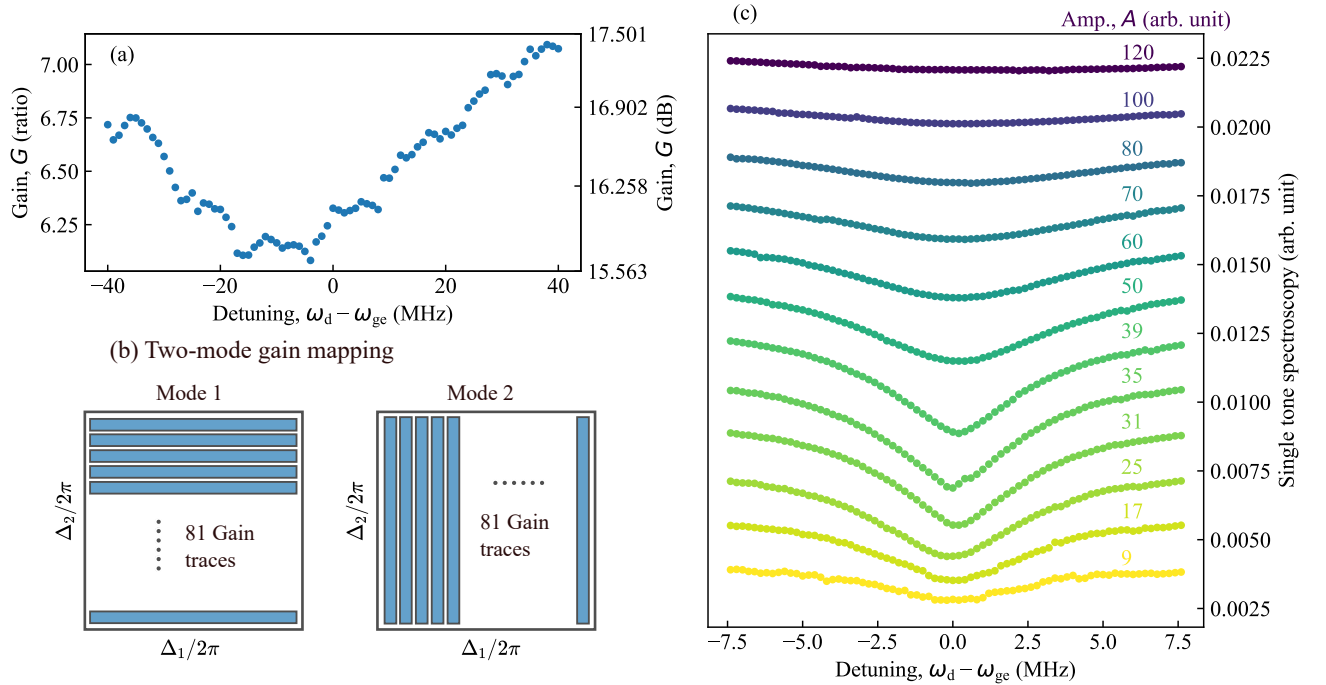 (a)
Gain, G (ratio)
7.00
6.75
6.50
6.25
17.501
16.902
16.258
15.563
Gain, G (dB)
−40
−20
0
20
40
Detuning, ω_d − ω_ge (MHz)
(b) Two-mode gain mapping
Mode 1
Δ₂/2π
81 Gain
traces
Δ₁/2π
Mode 2
Δ₂/2π
81 Gain
traces
Δ₁/2π
(c)
Amp., A (arb. unit)
120
100
80
70
60
50
39
35
31
25
17
9
0.0225
0.0200
0.0175
0.0150
0.0125
0.0100
0.0075
0.0050
0.0025
Single tone spectroscopy (arb. unit)
−7.5
−5.0
−2.5
0.0
2.5
5.0
7.5
Detuning, ω_d − ω_ge (MHz)